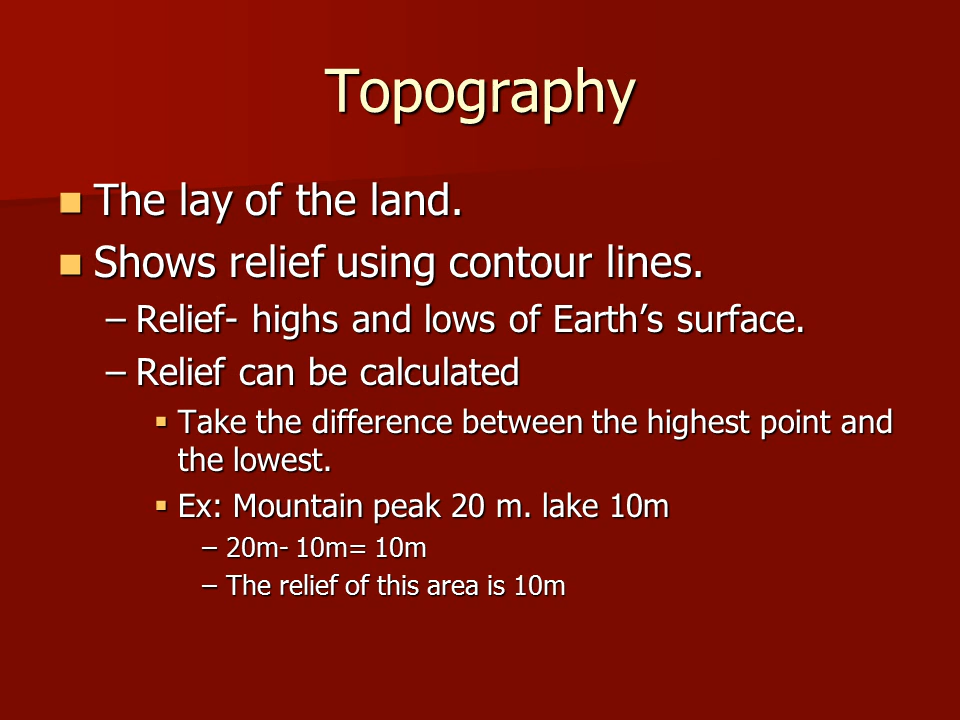 Topography
The lay of the land.
Shows relief using contour lines.
–Relief- highs and lows of Earth’s surface.
–Relief can be calculated
Take the difference between the highest point and
the lowest.
Ex: Mountain peak 20 m. lake 10m
–20m- 10m= 10m
–The relief of this area is 10m